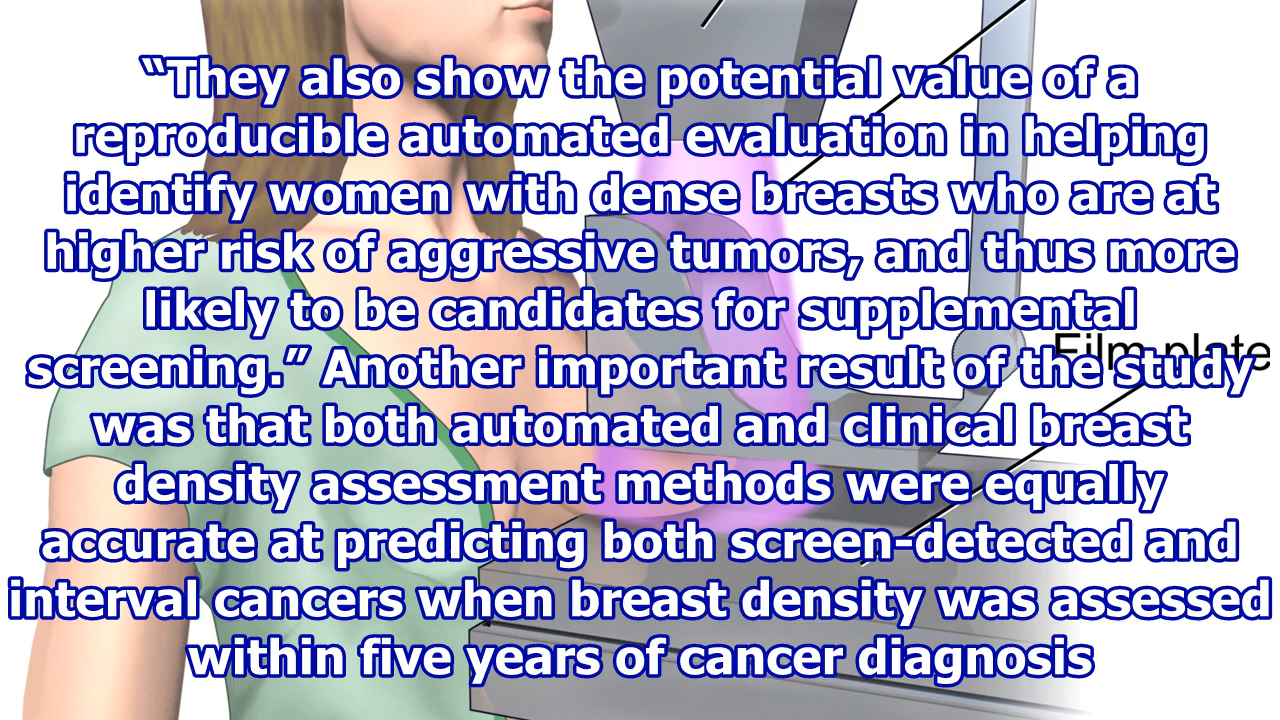 “They also show the potential value of a
reproducible automated evaluation in helping
identify women with dense breasts who are at
higher risk of aggressive tumors, and thus more
likely to be candidates for supplemental
Film plate
screening.” Another important result of the study
was that both automated and clinical breast
density assessment methods were equally
accurate at predicting both screen-detected and
interval cancers when breast density was assessed
within five years of cancer diagnosis